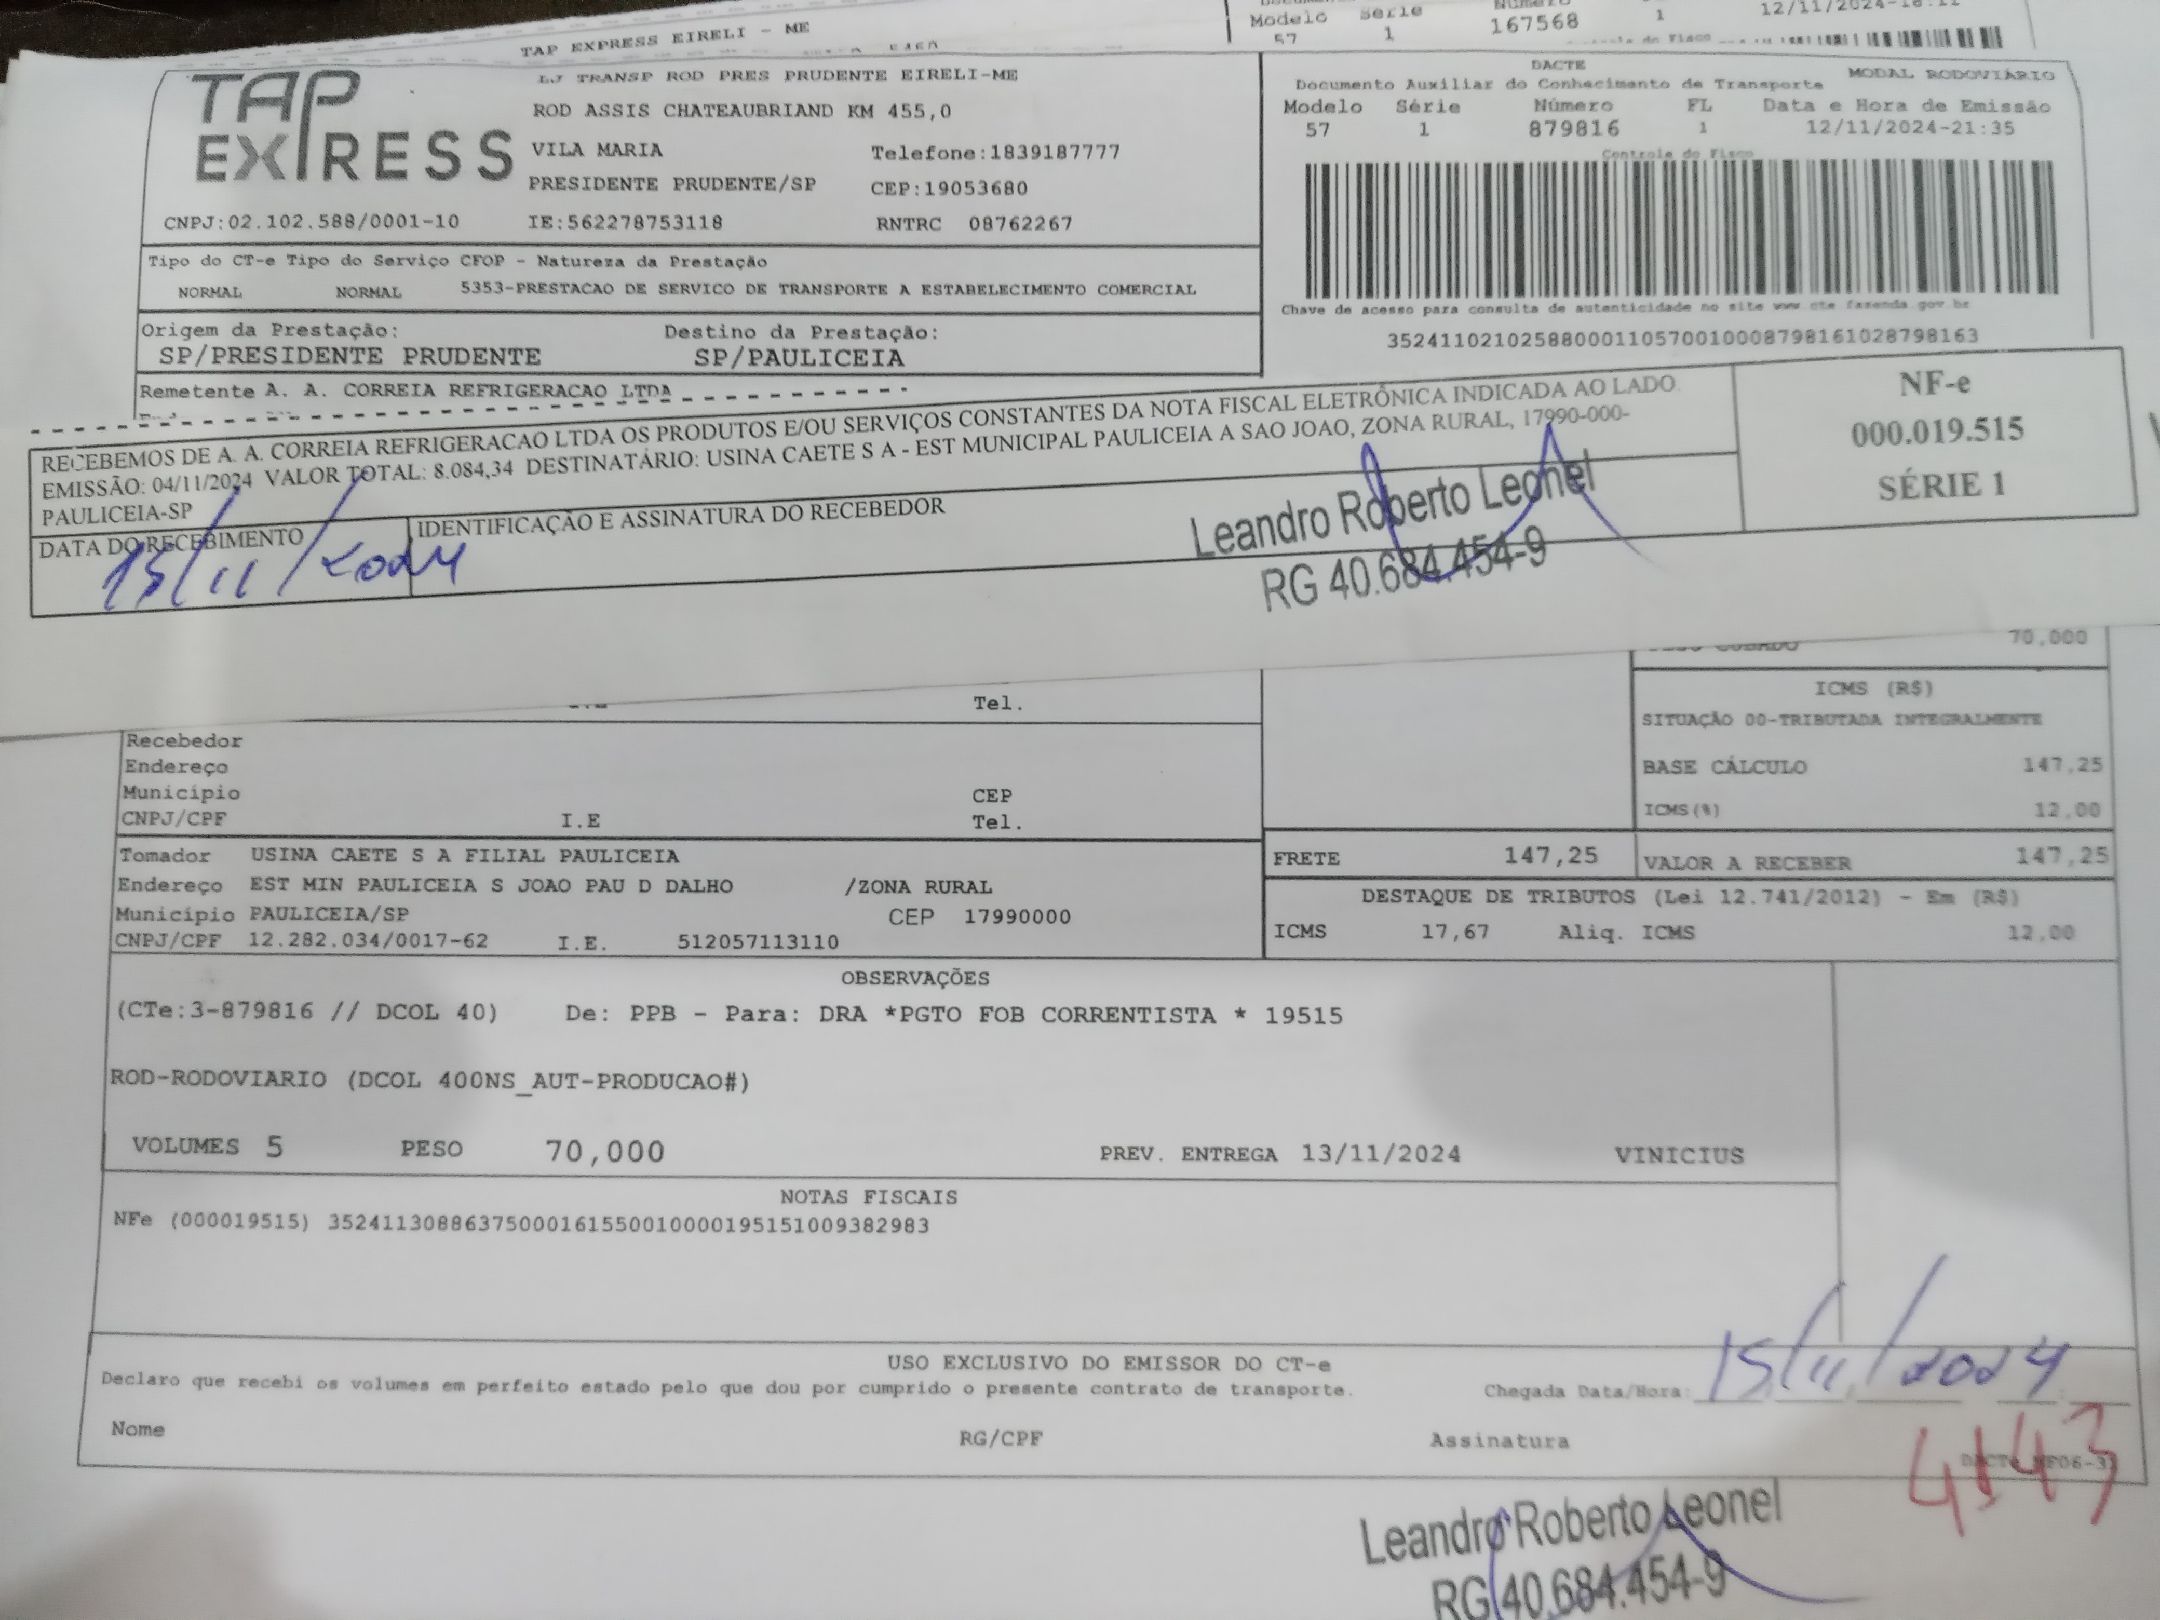 TAP EXPRESS EIRELI - ME
Modelo Série Número
57 1 167568 1 12/11/2024-18:11
TAP EXPRESS
LJ TRANSP ROD PRES PRUDENTE EIRELI-ME
ROD ASSIS CHATEAUBRIAND KM 455,0
VILA MARIA Telefone:1839187777
PRESIDENTE PRUDENTE/SP CEP:19053680
CNPJ:02.102.588/0001-10 IE:562278753118 RNTRC 08762267
DACTE
Documento Auxiliar do Conhecimento de Transporte MODAL RODOVIÁRIO
Modelo Série Número FL Data e Hora de Emissão
57 1 879816 1 12/11/2024-21:35
Controle do Fisco
Chave de acesso para consulta de autenticidade no site www.cte.fazenda.gov.br
35241102102588000110570010008798161028798163
Tipo do CT-e Tipo do Serviço CFOP - Natureza da Prestação
NORMAL NORMAL 5353-PRESTACAO DE SERVICO DE TRANSPORTE A ESTABELECIMENTO COMERCIAL
Origem da Prestação: Destino da Prestação:
SP/PRESIDENTE PRUDENTE SP/PAULICEIA
Remetente A. A. CORREIA REFRIGERACAO LTDA
RECEBEMOS DE A. A. CORREIA REFRIGERACAO LTDA OS PRODUTOS E/OU SERVIÇOS CONSTANTES DA NOTA FISCAL ELETRÔNICA INDICADA AO LADO
EMISSÃO: 04/11/2024 VALOR TOTAL: 8.084,34 DESTINATÁRIO: USINA CAETE S A - EST MUNICIPAL PAULICEIA A SAO JOAO, ZONA RURAL, 17990-000-
PAULICEIA-SP
NF-e
000.019.515
SÉRIE 1
DATA DO RECEBIMENTO IDENTIFICAÇÃO E ASSINATURA DO RECEBEDOR
15/11/2024
Leandro Roberto Leonel
RG 40.684.454-9
70,000
Tel.
ICMS (R$)
SITUAÇÃO 00-TRIBUTADA INTEGRALMENTE
BASE CÁLCULO 147,25
ICMS(%) 12,00
Recebedor
Endereço
Município CEP
CNPJ/CPF I.E Tel.
Tomador USINA CAETE S A FILIAL PAULICEIA
Endereço EST MIN PAULICEIA S JOAO PAU D DALHO /ZONA RURAL
Município PAULICEIA/SP CEP 17990000
CNPJ/CPF 12.282.034/0017-62 I.E. 512057113110
FRETE 147,25 VALOR A RECEBER 147,25
DESTAQUE DE TRIBUTOS (Lei 12.741/2012) - Em (R$)
ICMS 17,67 Aliq. ICMS 12,00
OBSERVAÇÕES
(CTe:3-879816 // DCOL 40) De: PPB - Para: DRA *PGTO FOB CORRENTISTA * 19515
ROD-RODOVIARIO (DCOL 400NS_AUT-PRODUCAO#)
VOLUMES 5 PESO 70,000 PREV. ENTREGA 13/11/2024 VINICIUS
NOTAS FISCAIS
NFe (000019515) 35241130886375000161550010000195151009382983
USO EXCLUSIVO DO EMISSOR DO CT-e
Declaro que recebi os volumes em perfeito estado pelo que dou por cumprido o presente contrato de transporte. Chegada Data/Hora: 15/11/2024
Nome RG/CPF Assinatura
4143
Leandro Roberto Leonel
RG 40.684.454-9